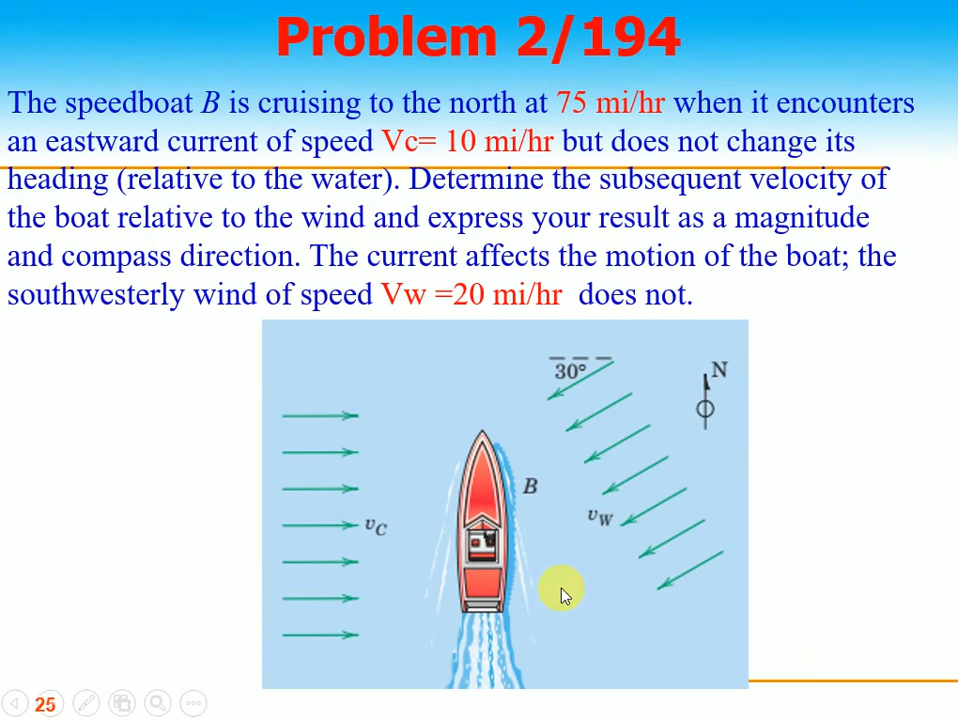 Problem 2/194
The speedboat B is cruising to the north at 75 mi/hr when it encounters
an eastward current of speed Vc= 10 mi/hr but does not change its
heading (relative to the water). Determine the subsequent velocity of
the boat relative to the wind and express your result as a magnitude
and compass direction. The current affects the motion of the boat; the
southwesterly wind of speed Vw =20 mi/hr does not.
30°
N
B
vC
vW
25